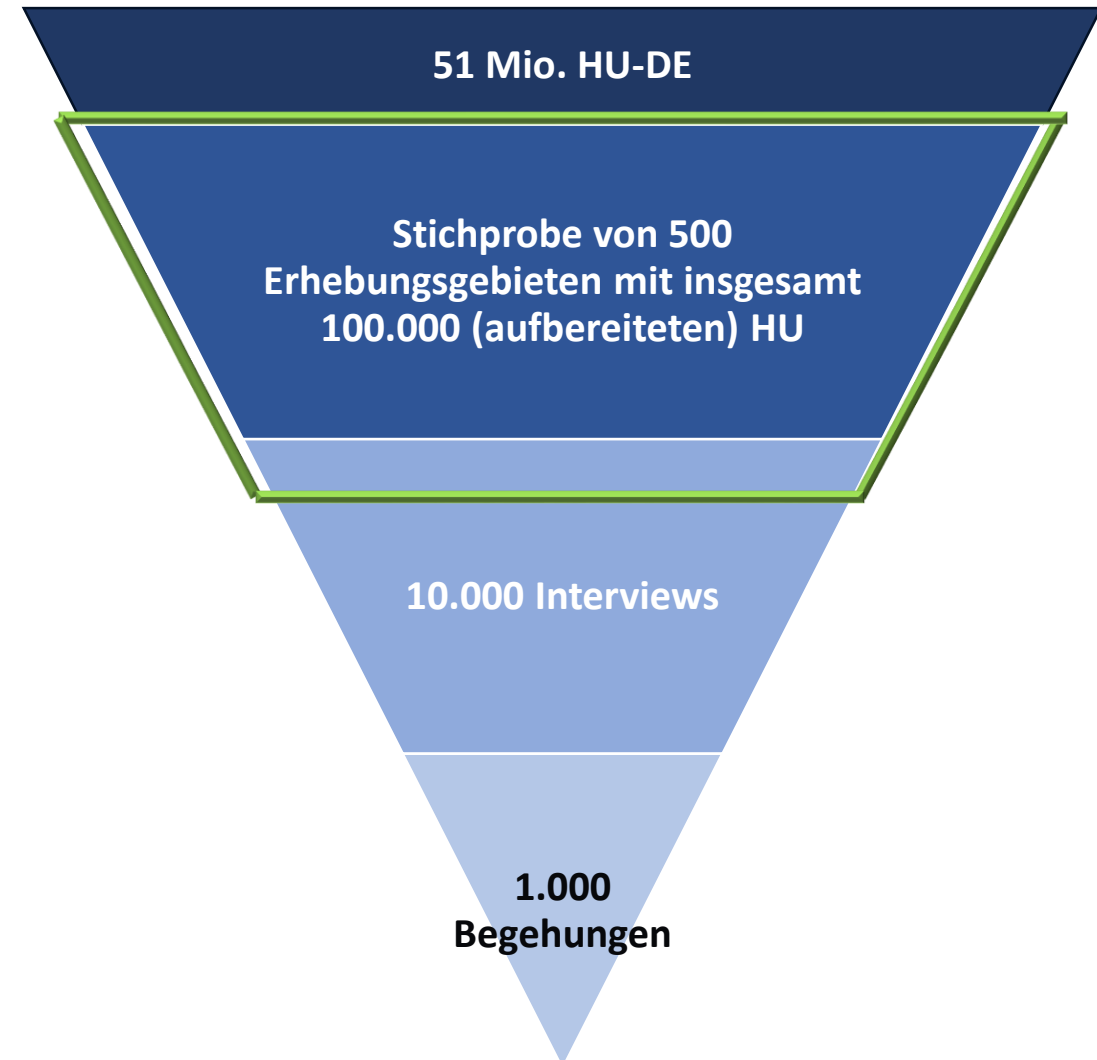 51 Mio. HU-DE
Stichprobe von 500
Erhebungsgebieten mit insgesamt
100.000 (aufbereiteten) HU
10.000 Interviews
1.000
Begehungen